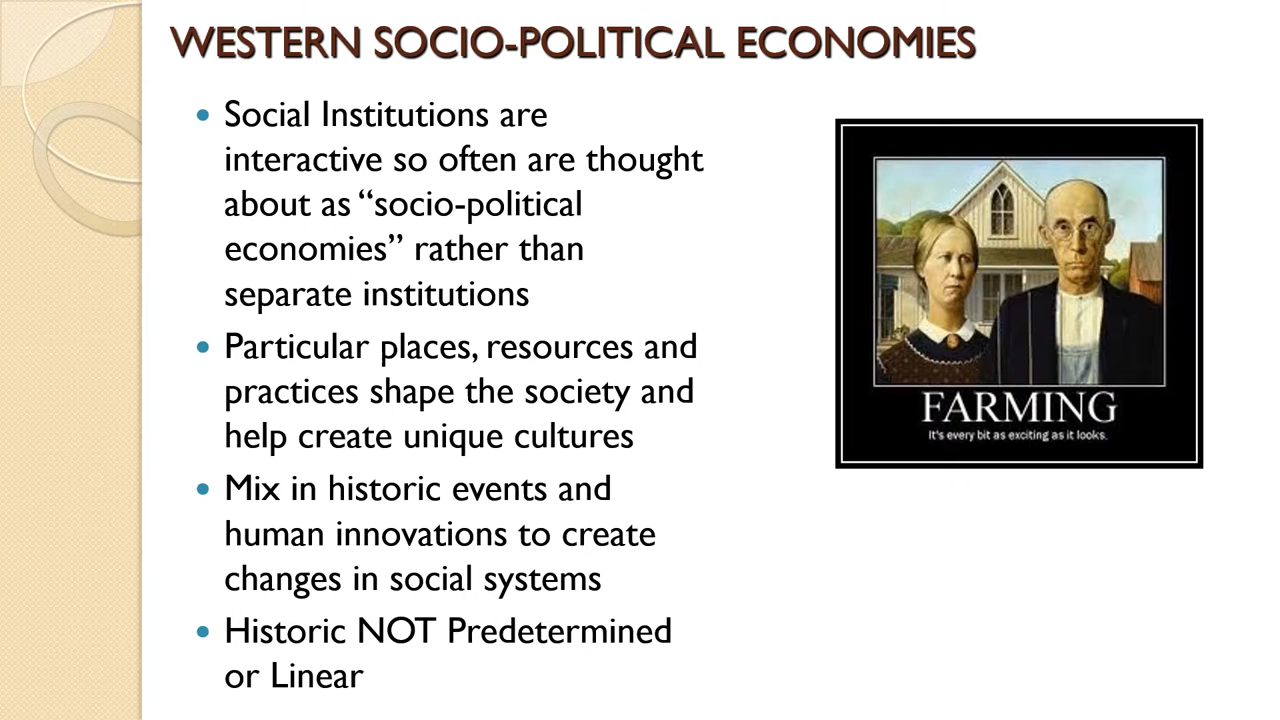 WESTERN SOCIO-POLITICAL ECONOMIES
• Social Institutions are
interactive so often are thought
about as “socio-political
economies” rather than
separate institutions
• Particular places, resources and
practices shape the society and
help create unique cultures
• Mix in historic events and
human innovations to create
changes in social systems
• Historic NOT Predetermined
or Linear
FARMING
It's every bit as exciting as it looks.